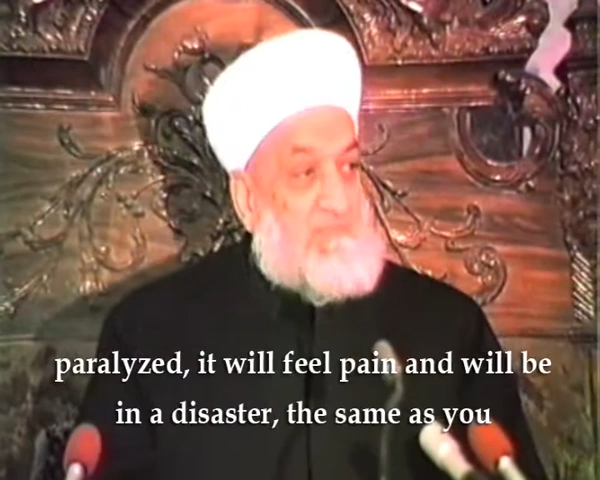 paralyzed, it will feel pain and will be
in a disaster, the same as you